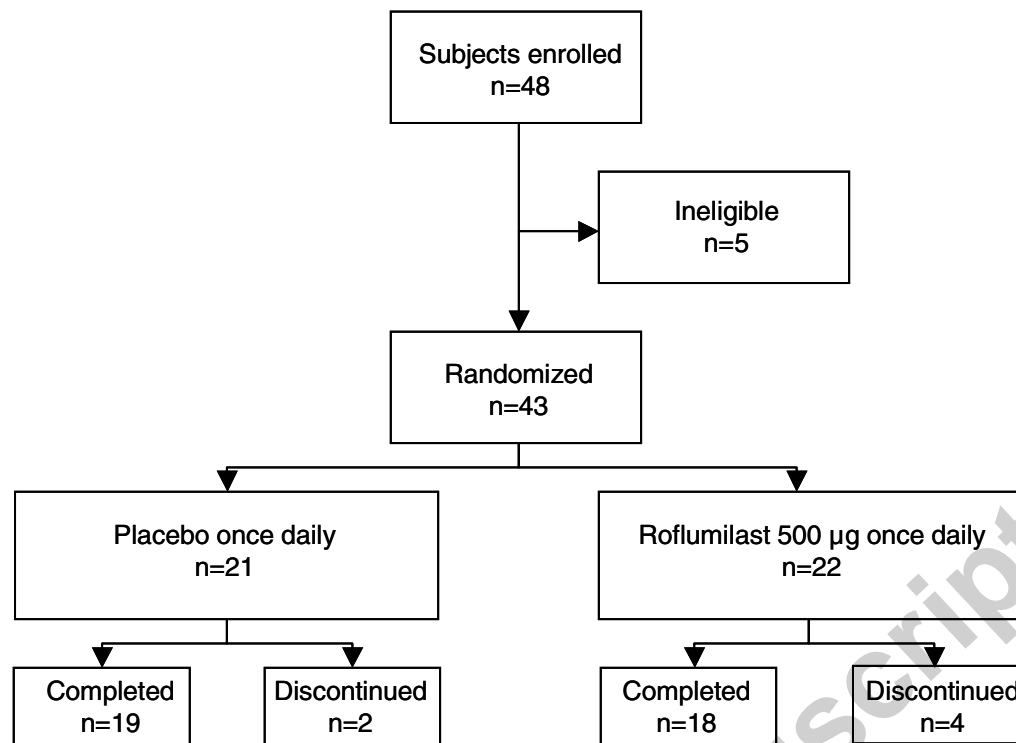 Subjects enrolled
n=48
Ineligible
n=5
Randomized
n=43
Placebo once daily
n=21
Roflumilast 500 µg once daily
n=22
Completed
n=19
Discontinued
n=2
Completed
n=18
Discontinued
n=4